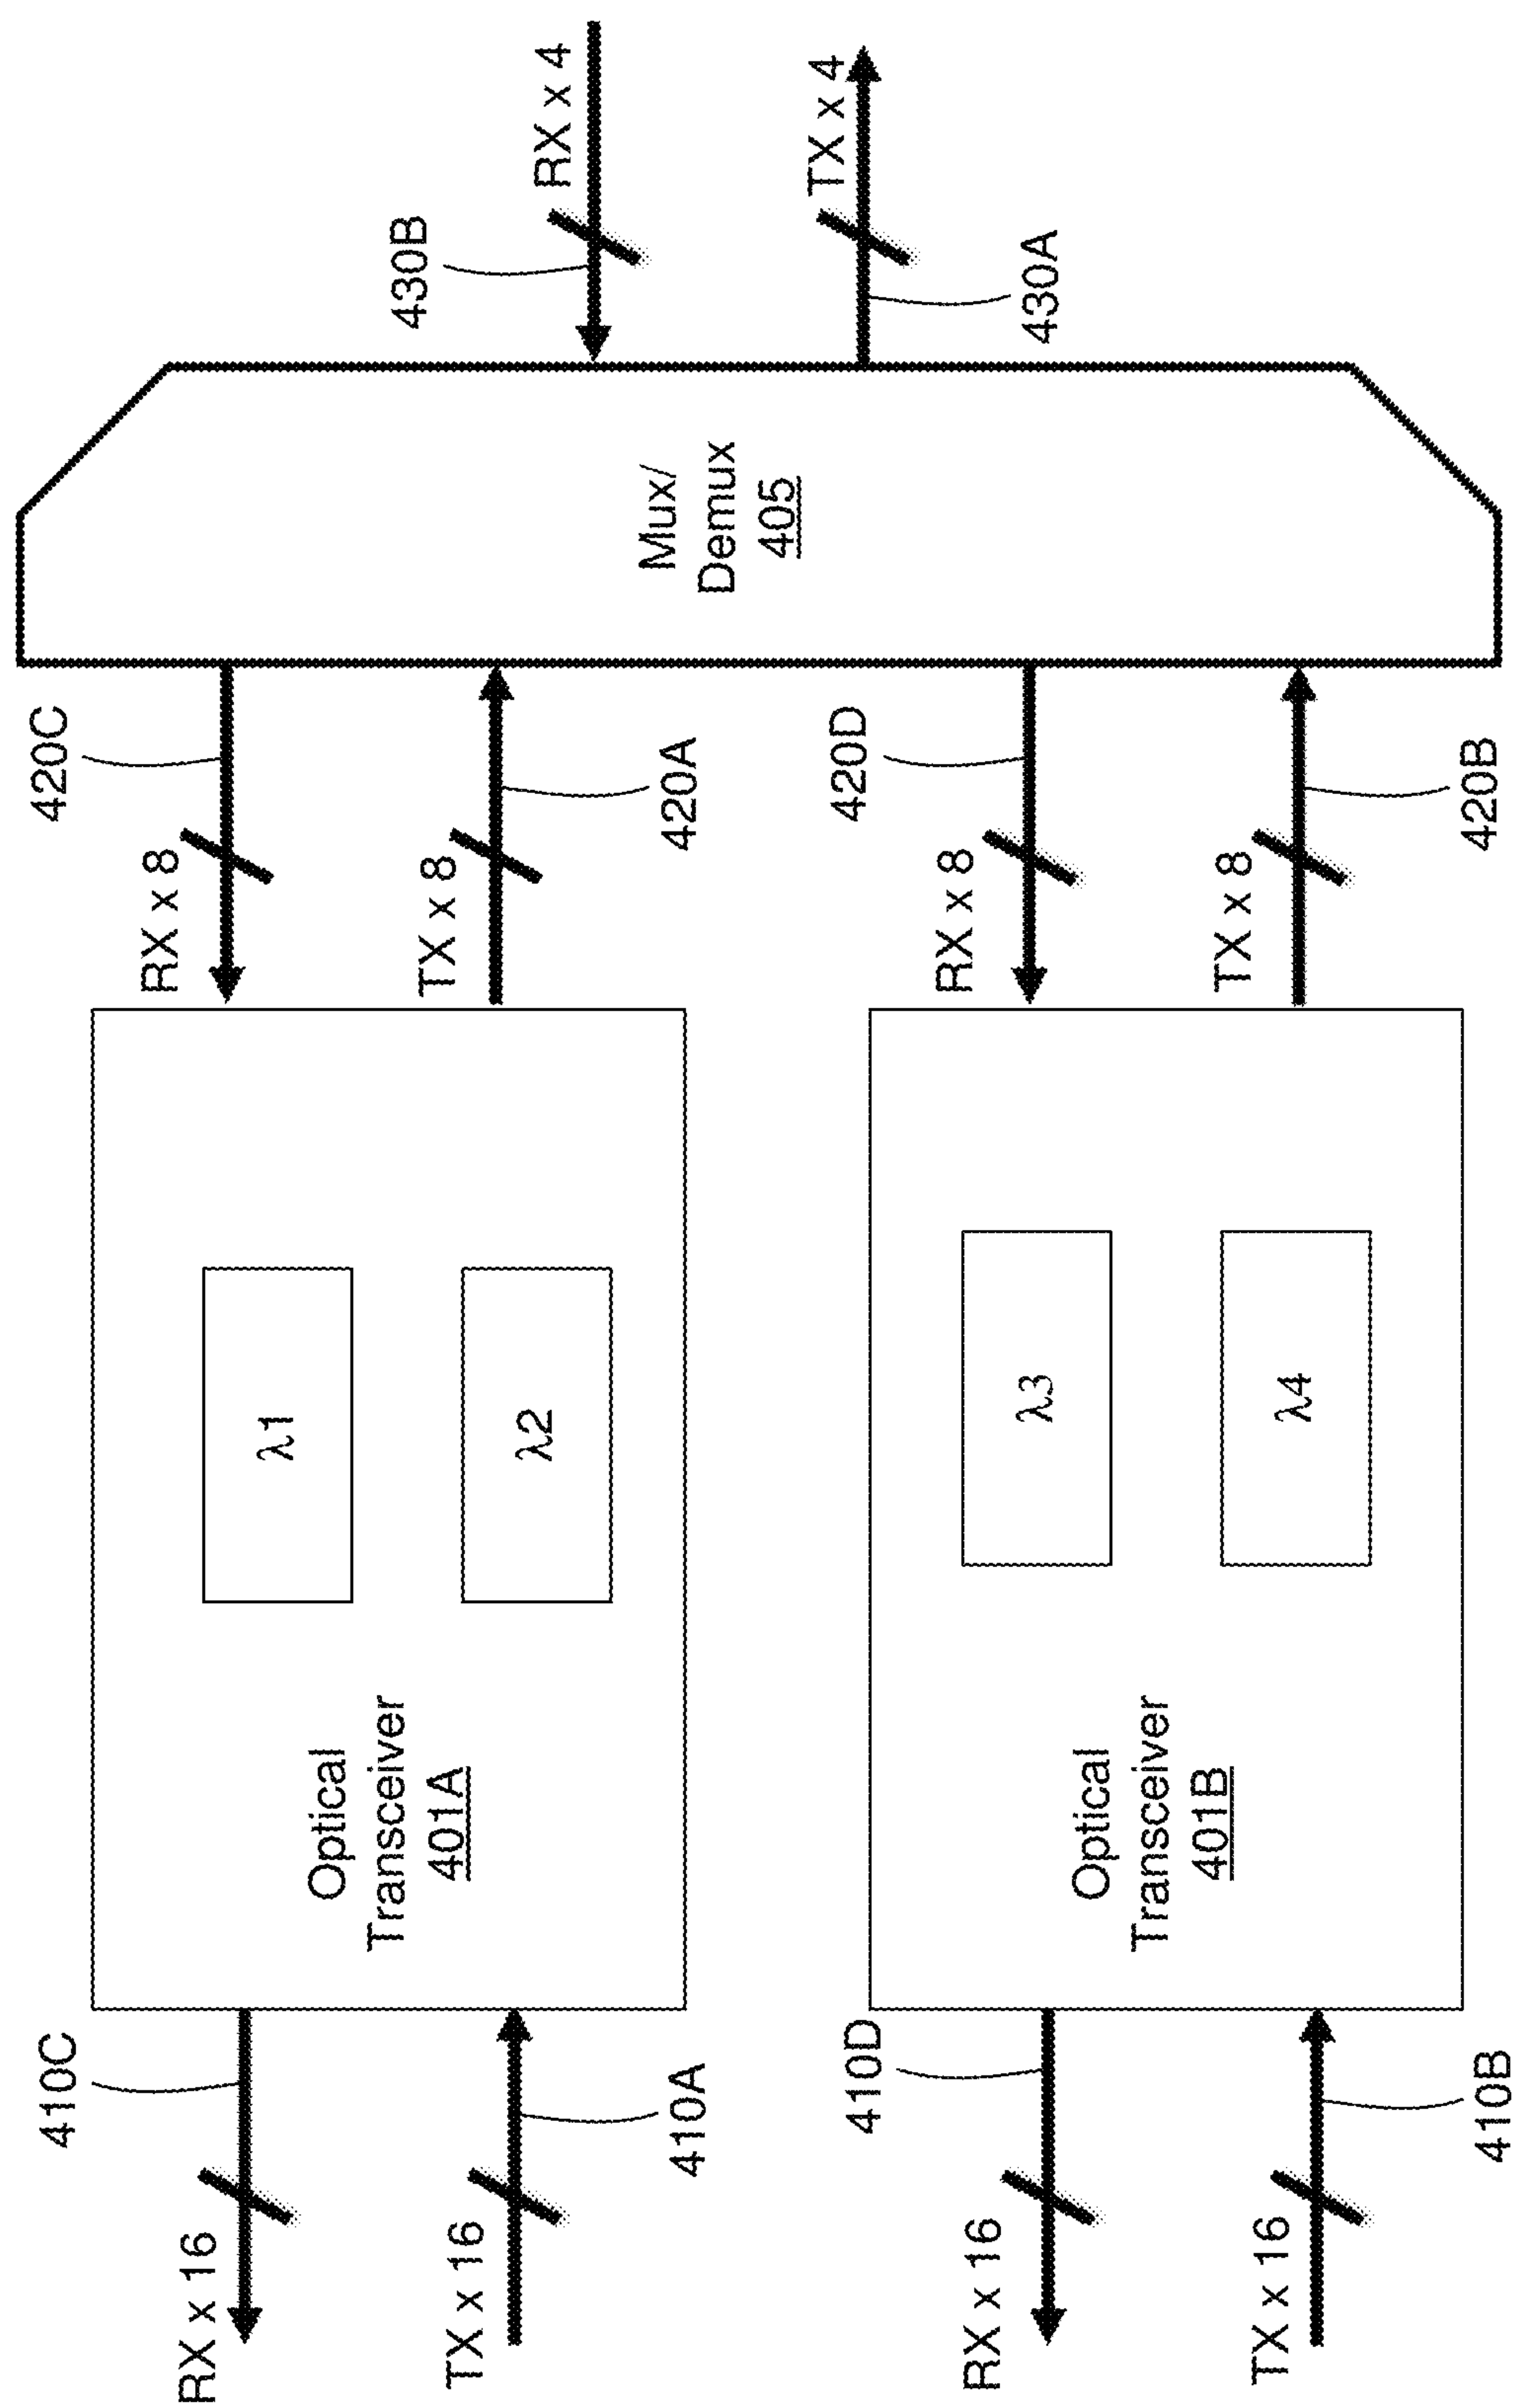 410C
RX x 16
410A
TX x 16
Optical
Transceiver
401A
λ1
λ2
420C
RX x 8
TX x 8
420A
410D
RX x 16
410B
TX x 16
Optical
Transceiver
401B
λ3
λ4
420D
RX x 8
TX x 8
420B
Mux/
Demux
405
430B
RX x 4
TX x 4
430A